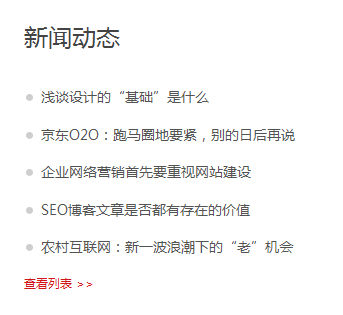 新闻动态
浅谈设计的“基础”是什么
京东O2O：跑马圈地要紧，别的日后再说
企业网络营销首先要重视网站建设
SEO博客文章是否都有存在的价值
农村互联网：新一波浪潮下的“老”机会
查看列表 >>